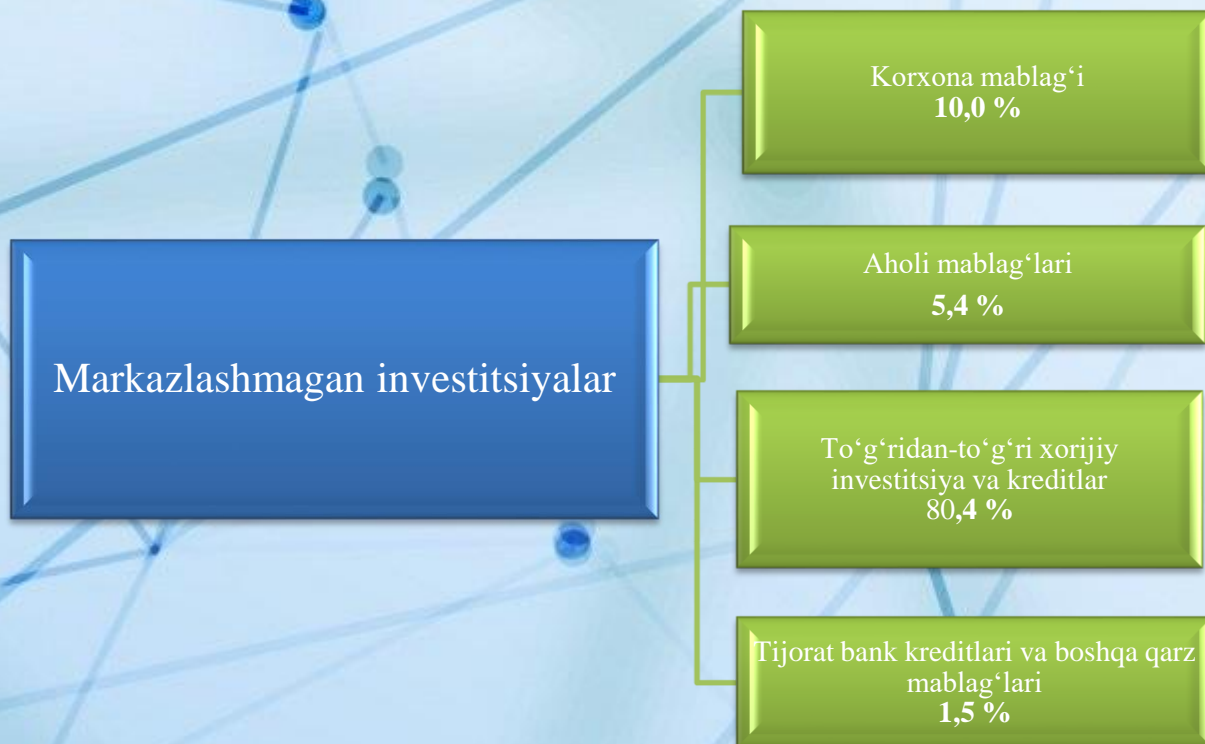 Markazlashmagan investitsiyalar
Korxona mablag‘i
10,0 %
Aholi mablag‘lari
5,4 %
To‘g‘ridan-to‘g‘ri xorijiy
investitsiya va kreditlar
80,4 %
Tijorat bank kreditlari va boshqa qarz
mablag‘lari
1,5 %